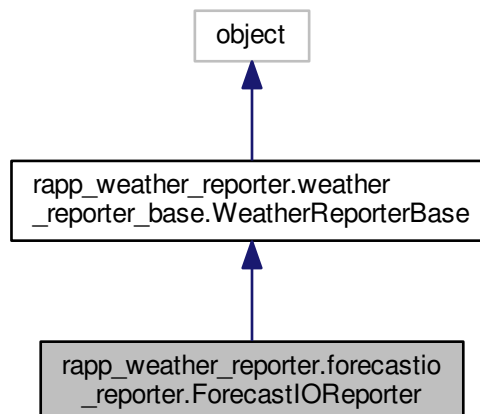 object
rapp_weather_reporter.weather
_reporter_base.WeatherReporterBase
rapp_weather_reporter.forecastio
_reporter.ForecastIOReporter